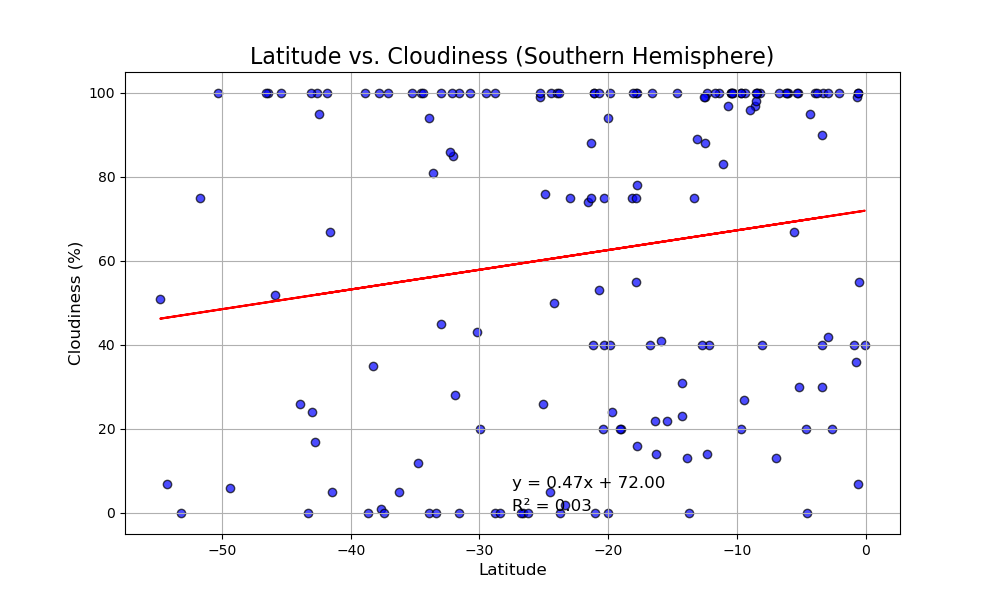 Latitude vs. Cloudiness (Southern Hemisphere)
Cloudiness (%)
100
80
60
40
20
0
y = 0.47x + 72.00
R² = 0.03
−50
−40
−30
−20
−10
0
Latitude